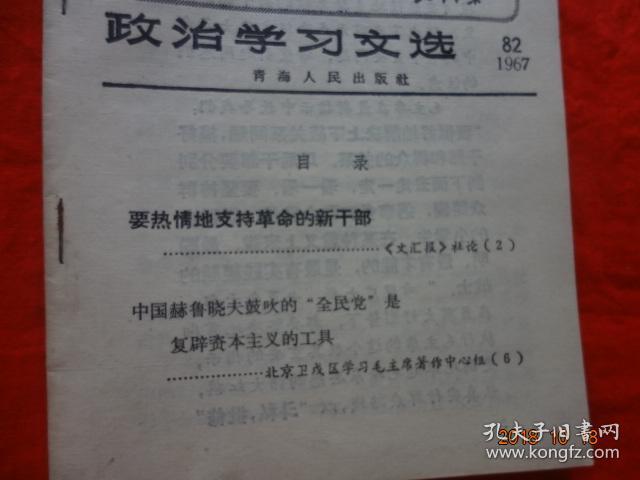 政治学习文选
82
1967
青海人民出版社
目 录
要热情地支持革命的新干部
《文汇报》社论(2)
中国赫鲁晓夫鼓吹的“全民党”是
复辟资本主义的工具
北京卫戍区学习毛主席著作中心组(6)
2018 10 18
孔夫子旧书网
www.kongfz.com